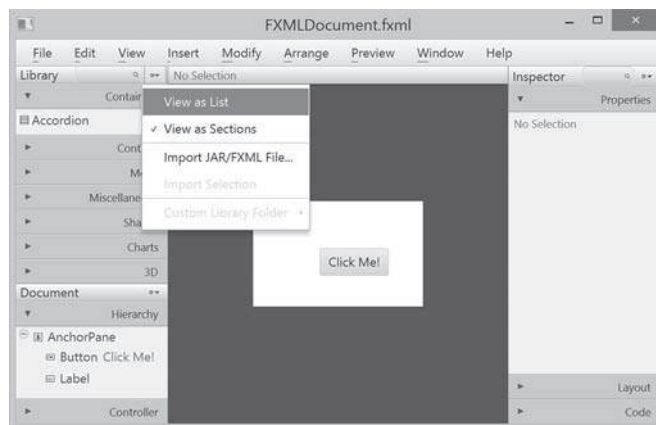 FXMLDocument.fxml
File Edit View Insert Modify Arrange Preview Window Help
Library
No Selection
Inspector
Contain
Properties
Accordion
No Selection
View as List
✓ View as Sections
Import JAR/FXML File...
Import Selection
Custom Library Folder
Cont
M
Miscellane
Sha
Charts
3D
Click Me!
Document
Hierarchy
AnchorPane
Button Click Me!
Label
Controller
Layout
Code